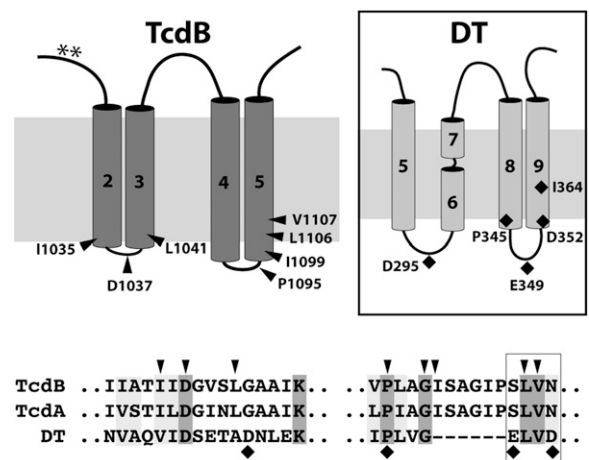 TcdB
DT
**
2
3
4
5
V1107
L1106
I1035
L1041
I1099
D1037
P1095
5
7
6
8
9
I364
P345
D352
D295
E349
TcdB ..IIATIIDGVSLGAAIK.. ..VPLAGISAGIPSLVN..
TcdA ..IVSTILDGINLGAAIK.. ..LPIAGISAGIPSLVN..
DT ..NVAQVIDSETADNLEK.. ..IPLVG------ELVD..